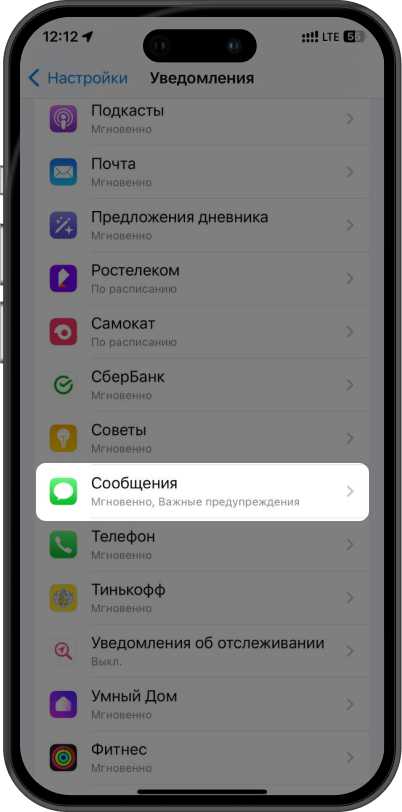 12:12
LTE
Настройки
Уведомления
Подкасты
Мгновенно
Почта
Мгновенно
Предложения дневника
Мгновенно
Ростелеком
По расписанию
Самокат
По расписанию
СберБанк
Мгновенно
Советы
Мгновенно
Сообщения
Мгновенно, Важные предупреждения
Телефон
Мгновенно
Тинькофф
Мгновенно
Уведомления об отслеживании
Выкл.
Умный Дом
Мгновенно
Фитнес
Мгновенно